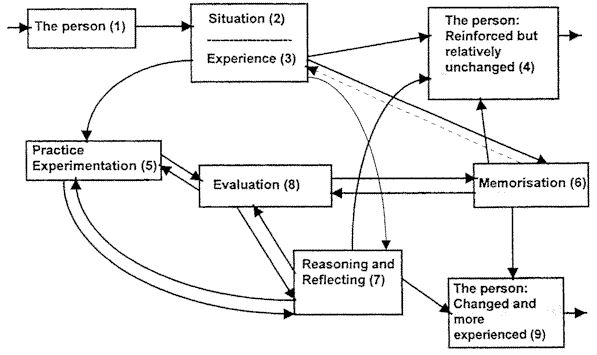 The person (1)
Situation (2)
Experience (3)
The person:
Reinforced but
relatively
unchanged (4)
Practice
Experimentation (5)
Evaluation (8)
Memorisation (6)
Reasoning and
Reflecting (7)
The person:
Changed and
more
experienced (9)